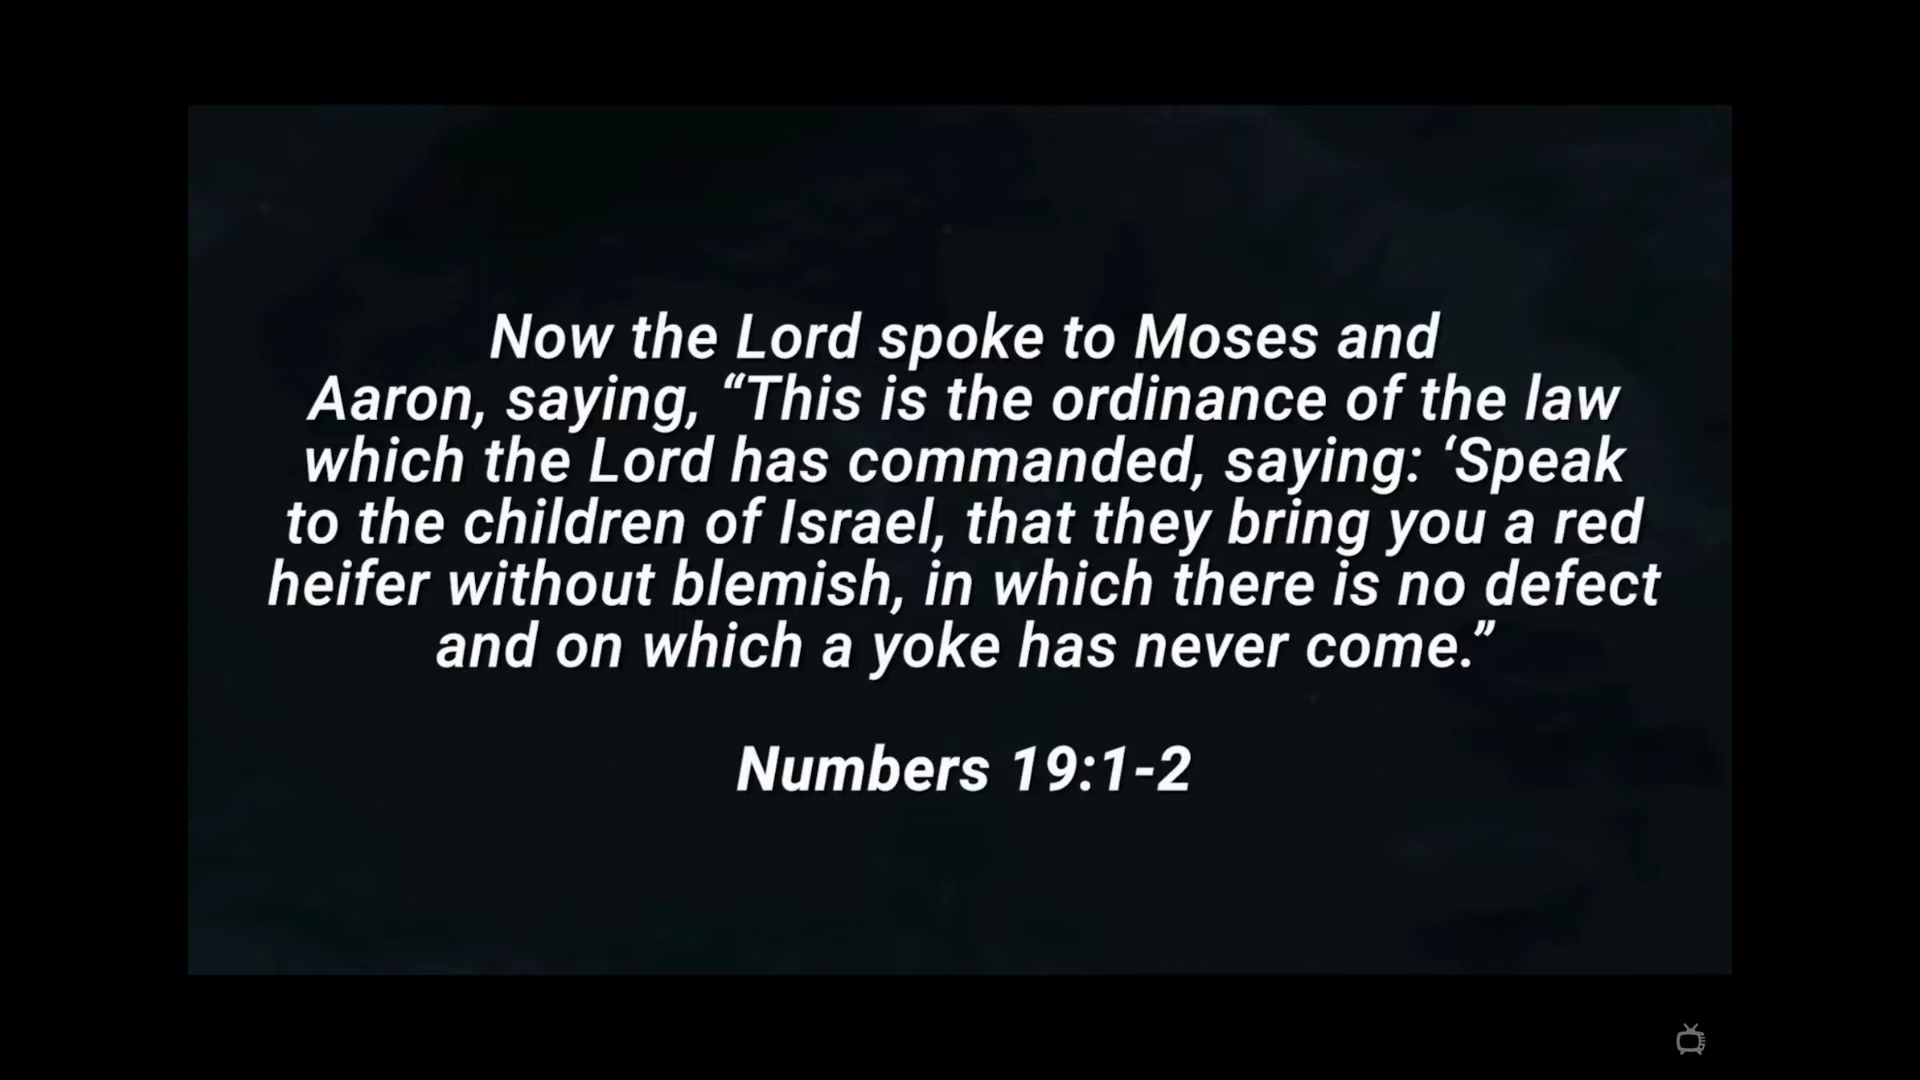 Now the Lord spoke to Moses and
Aaron, saying, “This is the ordinance of the law
which the Lord has commanded, saying: ‘Speak
to the children of Israel, that they bring you a red
heifer without blemish, in which there is no defect
and on which a yoke has never come.”
Numbers 19:1-2